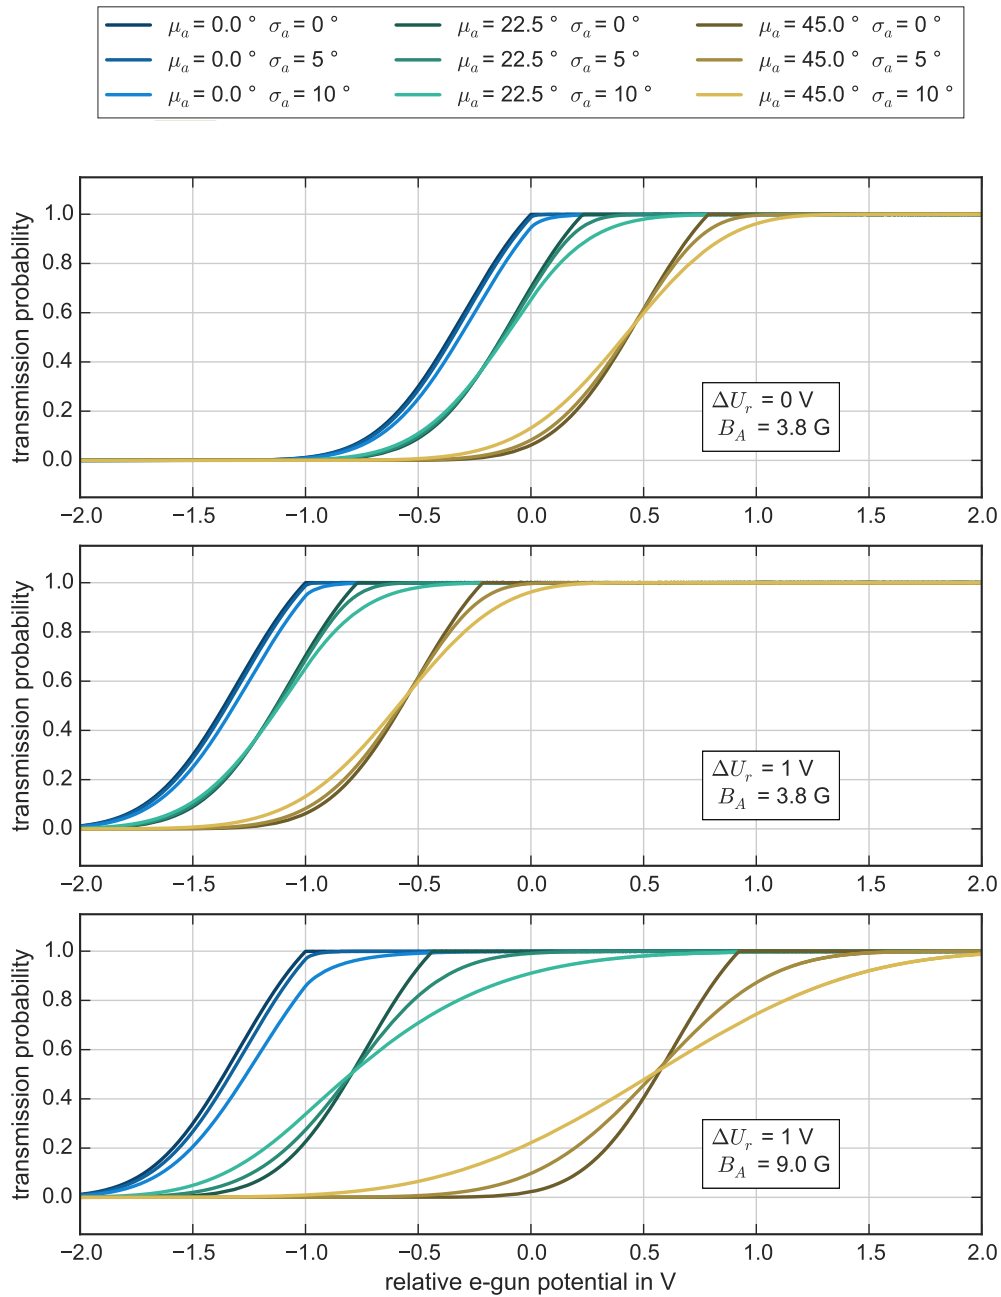 μₐ = 0.0 ° σₐ = 0 ° μₐ = 22.5 ° σₐ = 0 ° μₐ = 45.0 ° σₐ = 0 °
μₐ = 0.0 ° σₐ = 5 ° μₐ = 22.5 ° σₐ = 5 ° μₐ = 45.0 ° σₐ = 5 °
μₐ = 0.0 ° σₐ = 10 ° μₐ = 22.5 ° σₐ = 10 ° μₐ = 45.0 ° σₐ = 10 °
transmission probability
1.0
0.8
0.6
0.4
0.2
0.0
ΔU_r = 0 V
B_A = 3.8 G
−2.0 −1.5 −1.0 −0.5 0.0 0.5 1.0 1.5 2.0
transmission probability
1.0
0.8
0.6
0.4
0.2
0.0
ΔU_r = 1 V
B_A = 3.8 G
−2.0 −1.5 −1.0 −0.5 0.0 0.5 1.0 1.5 2.0
transmission probability
1.0
0.8
0.6
0.4
0.2
0.0
ΔU_r = 1 V
B_A = 9.0 G
−2.0 −1.5 −1.0 −0.5 0.0 0.5 1.0 1.5 2.0
relative e-gun potential in V